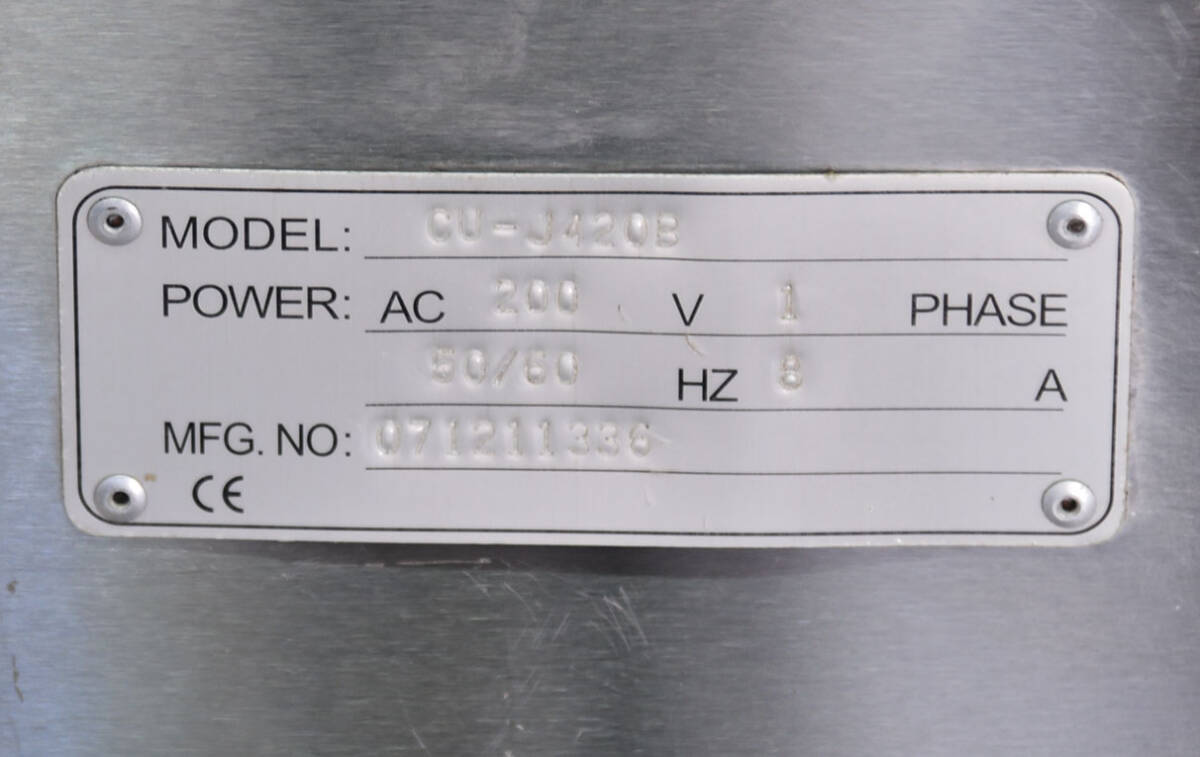 MODEL: CU-J420B
POWER: AC 200 V 1 PHASE
50/60 HZ 8 A
MFG. NO: 071211336
CE